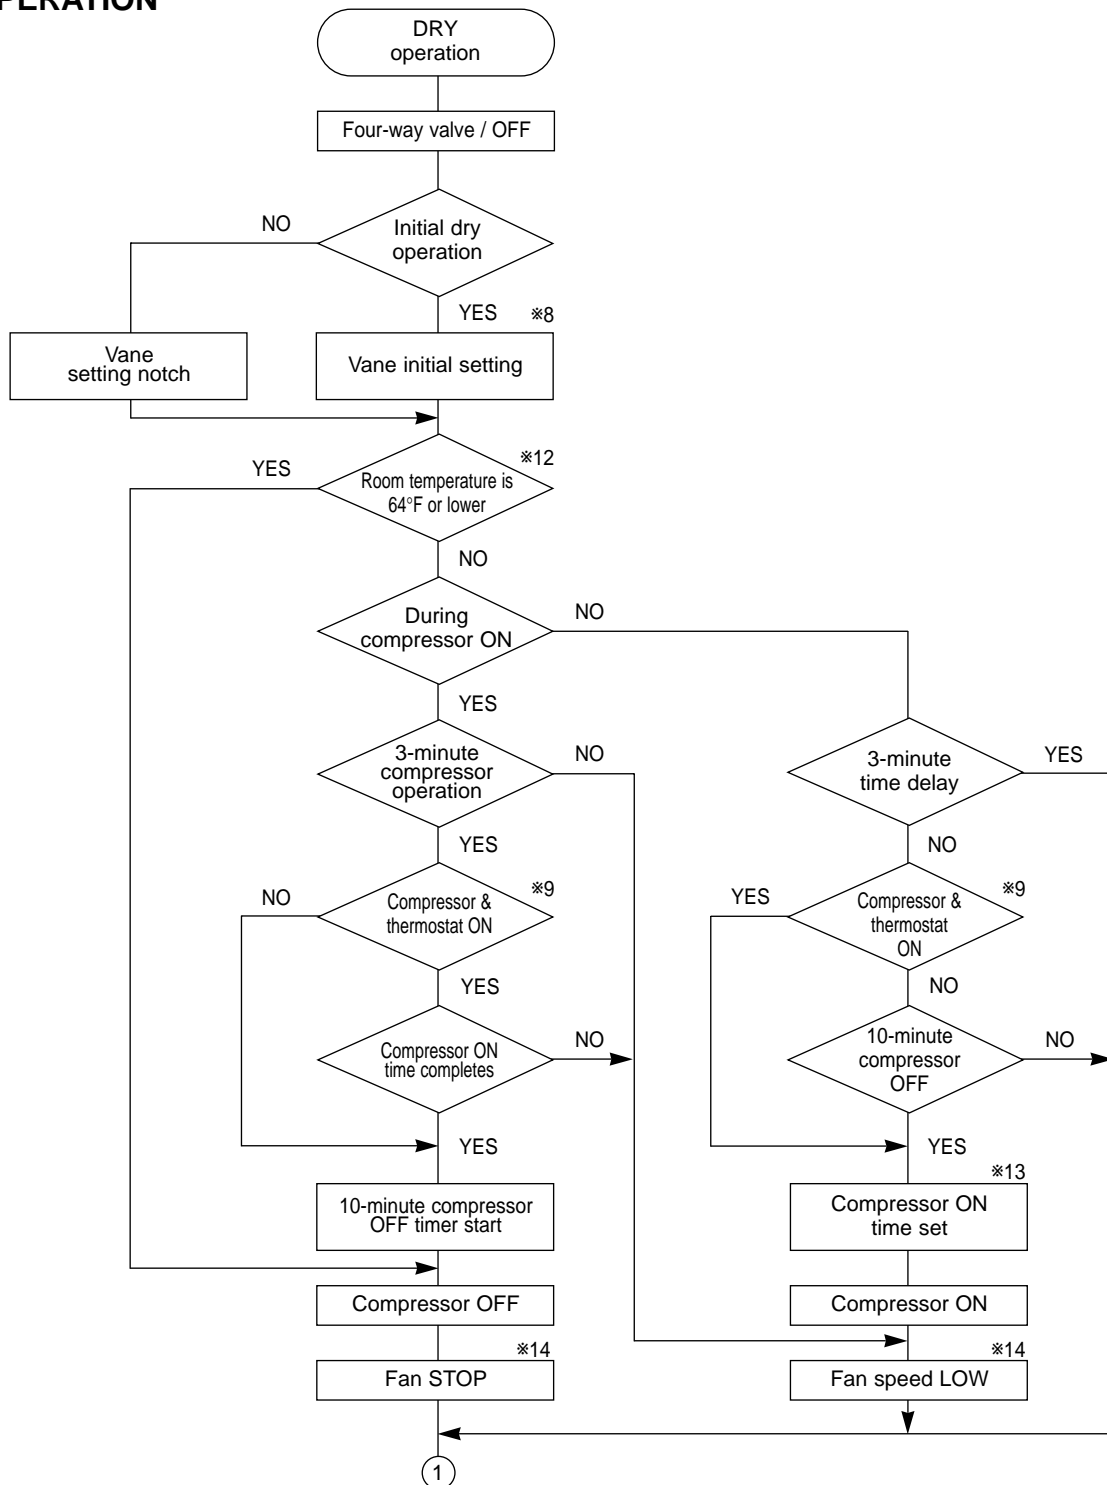 PERATION
DRY
operation
Four-way valve / OFF
NO
Initial dry
operation
YES
※8
Vane
setting notch
Vane initial setting
YES
※12
Room temperature is
64°F or lower
NO
During
compressor ON
NO
YES
3-minute
compressor
operation
NO
3-minute
time delay
YES
YES
NO
NO
Compressor &
thermostat ON
※9
YES
Compressor &
thermostat
ON
※9
YES
NO
Compressor ON
time completes
NO
10-minute
compressor
OFF
NO
YES
YES
※13
10-minute compressor
OFF timer start
Compressor ON
time set
Compressor OFF
Compressor ON
※14
※14
Fan STOP
Fan speed LOW
1